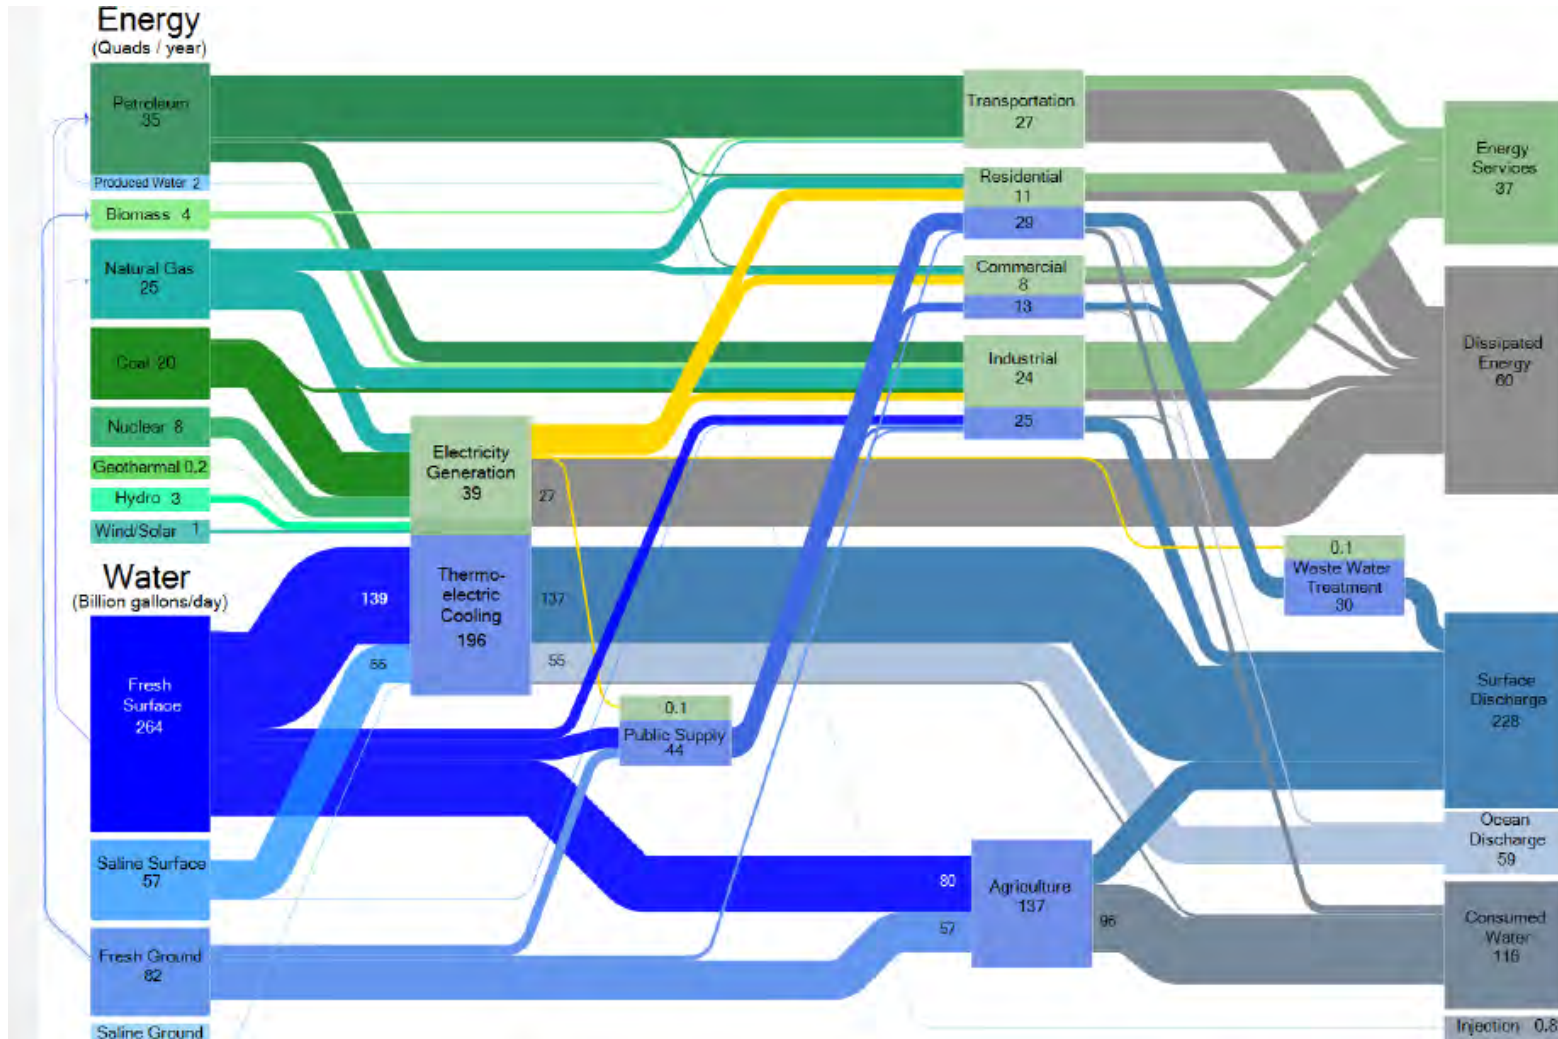 Energy
(Quads / year)
Petroleum
35
Produced Water 2
Biomass 4
Natural Gas
25
Coal 20
Nuclear 8
Geothermal 0.2
Hydro 3
Wind/Solar 1
Water
(Billion gallons/day)
Fresh
Surface
264
Saline Surface
57
Fresh Ground
82
Saline Ground
Electricity
Generation
39
27
139
55
Thermo-
electric
Cooling
196
137
55
0.1
Public Supply
44
Transportation
27
Residential
11
29
Commercial
8
13
Industrial
24
25
80
57
Agriculture
137
96
0.1
Waste Water
Treatment
30
Energy
Services
37
Dissipated
Energy
60
Surface
Discharge
228
Ocean
Discharge
59
Consumed
Water
116
Injection 0.8